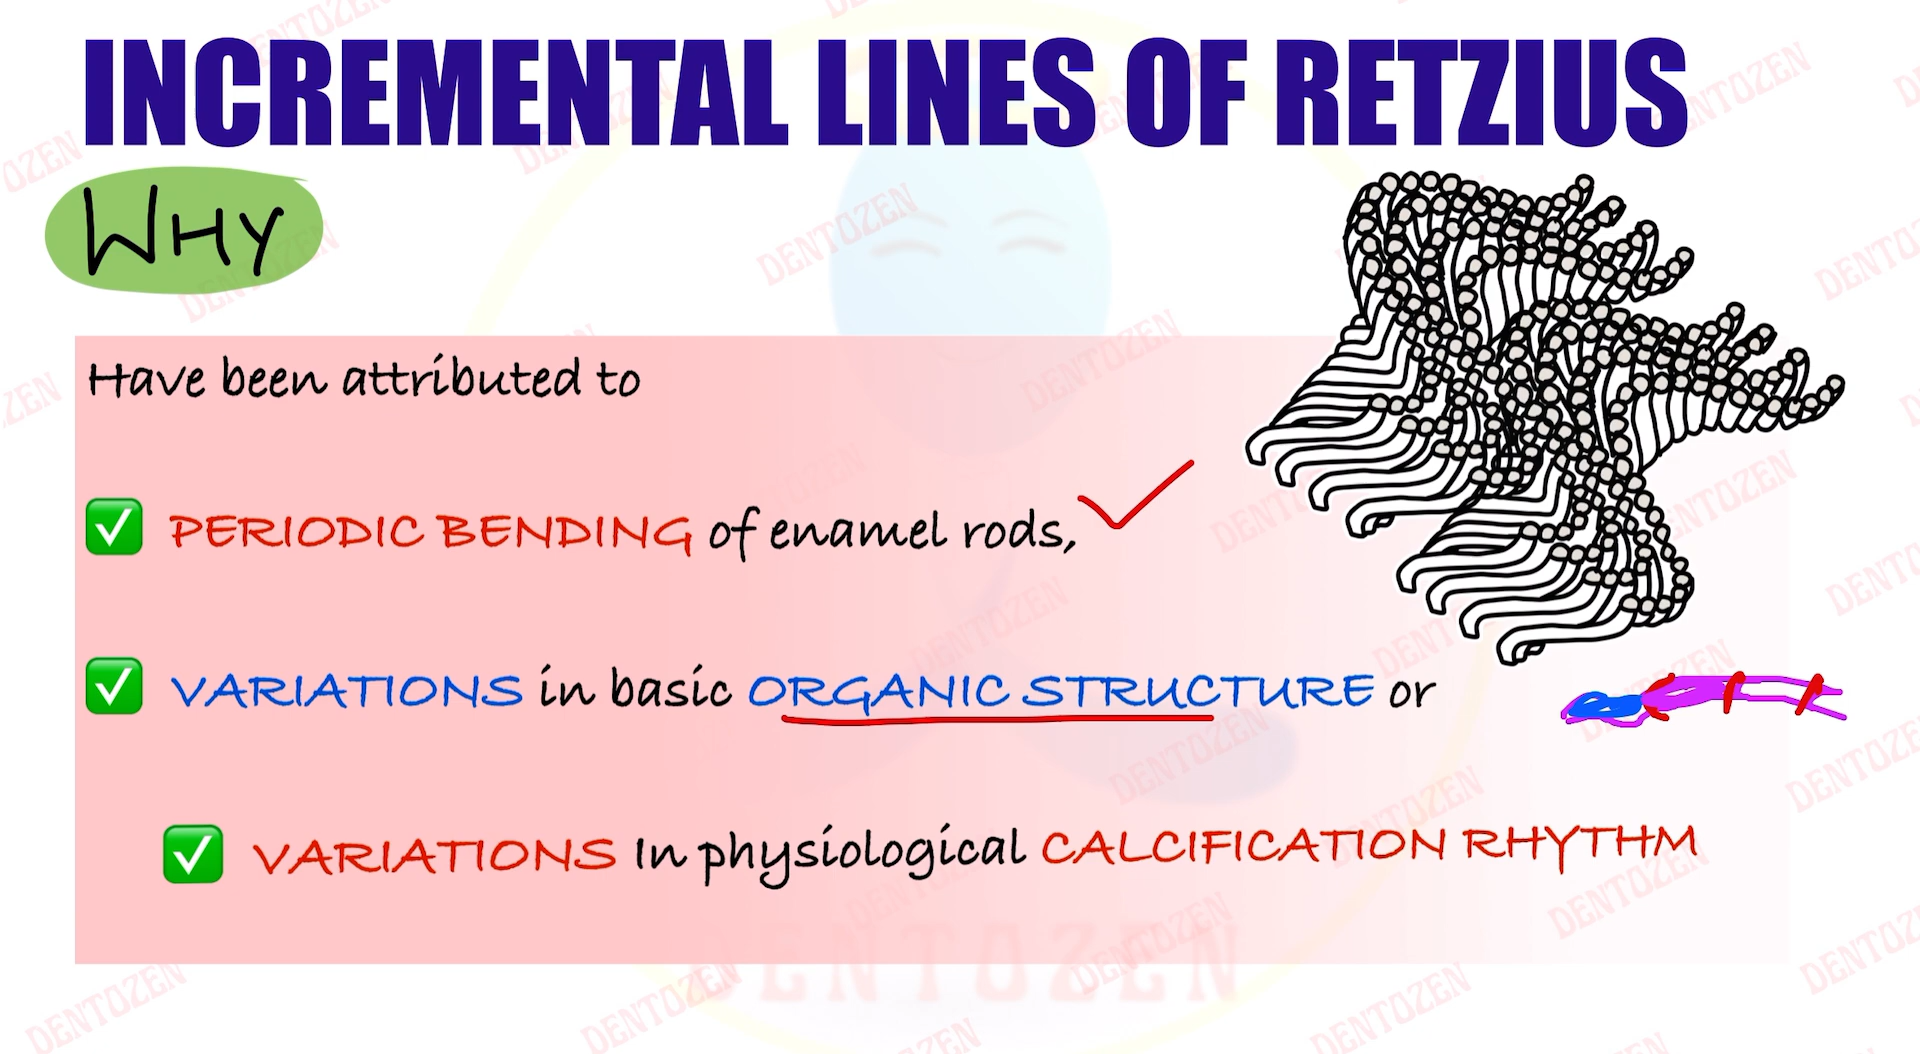 INCREMENTAL LINES OF RETZIUS
WHY
Have been attributed to
PERIODIC BENDING of enamel rods,
VARIATIONS in basic ORGANIC STRUCTURE or
VARIATIONS In physiological CALCIFICATION RHYTHM
DENTOZEN